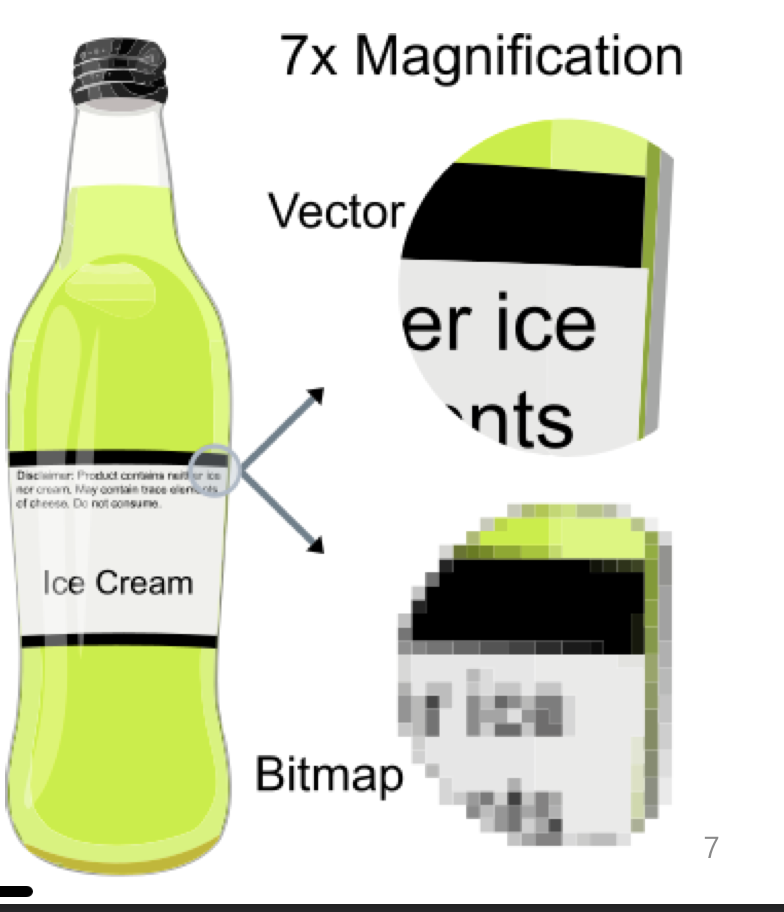 7x Magnification
Vector
er ice
nts
Disclaimer: Product contains neither ice
nor cream. May contain trace elements
of cheese. Do not consume.
Ice Cream
Bitmap
r ice
7